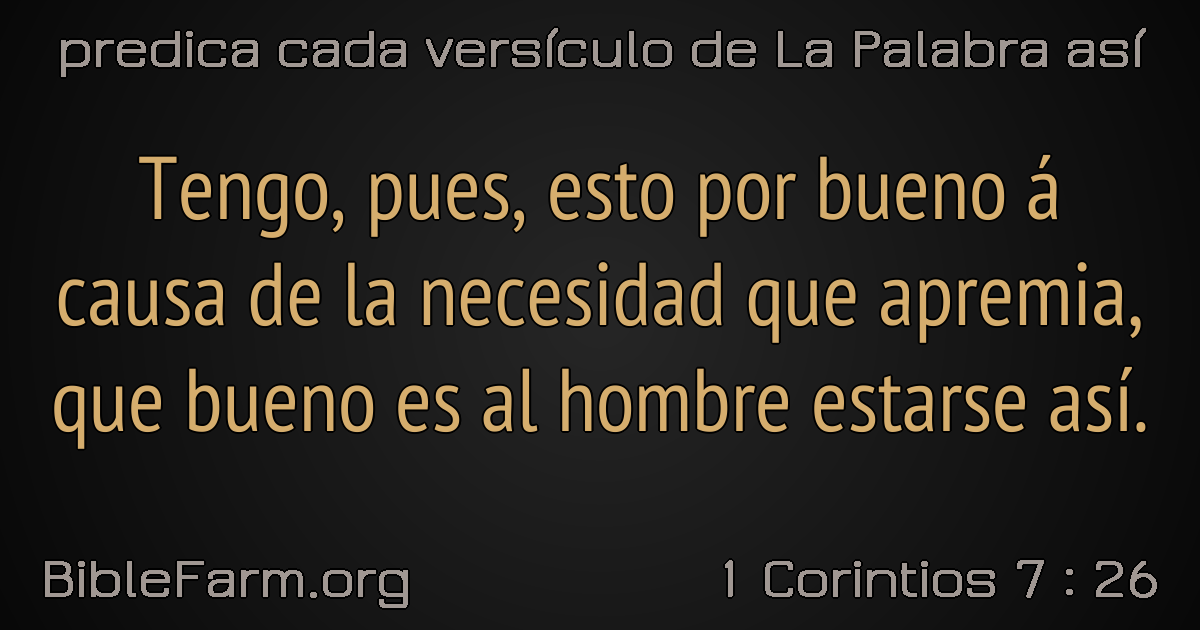 predica cada versículo de La Palabra así
Tengo, pues, esto por bueno á
causa de la necesidad que apremia,
que bueno es al hombre estarse así.
BibleFarm.org
1 Corintios 7 : 26